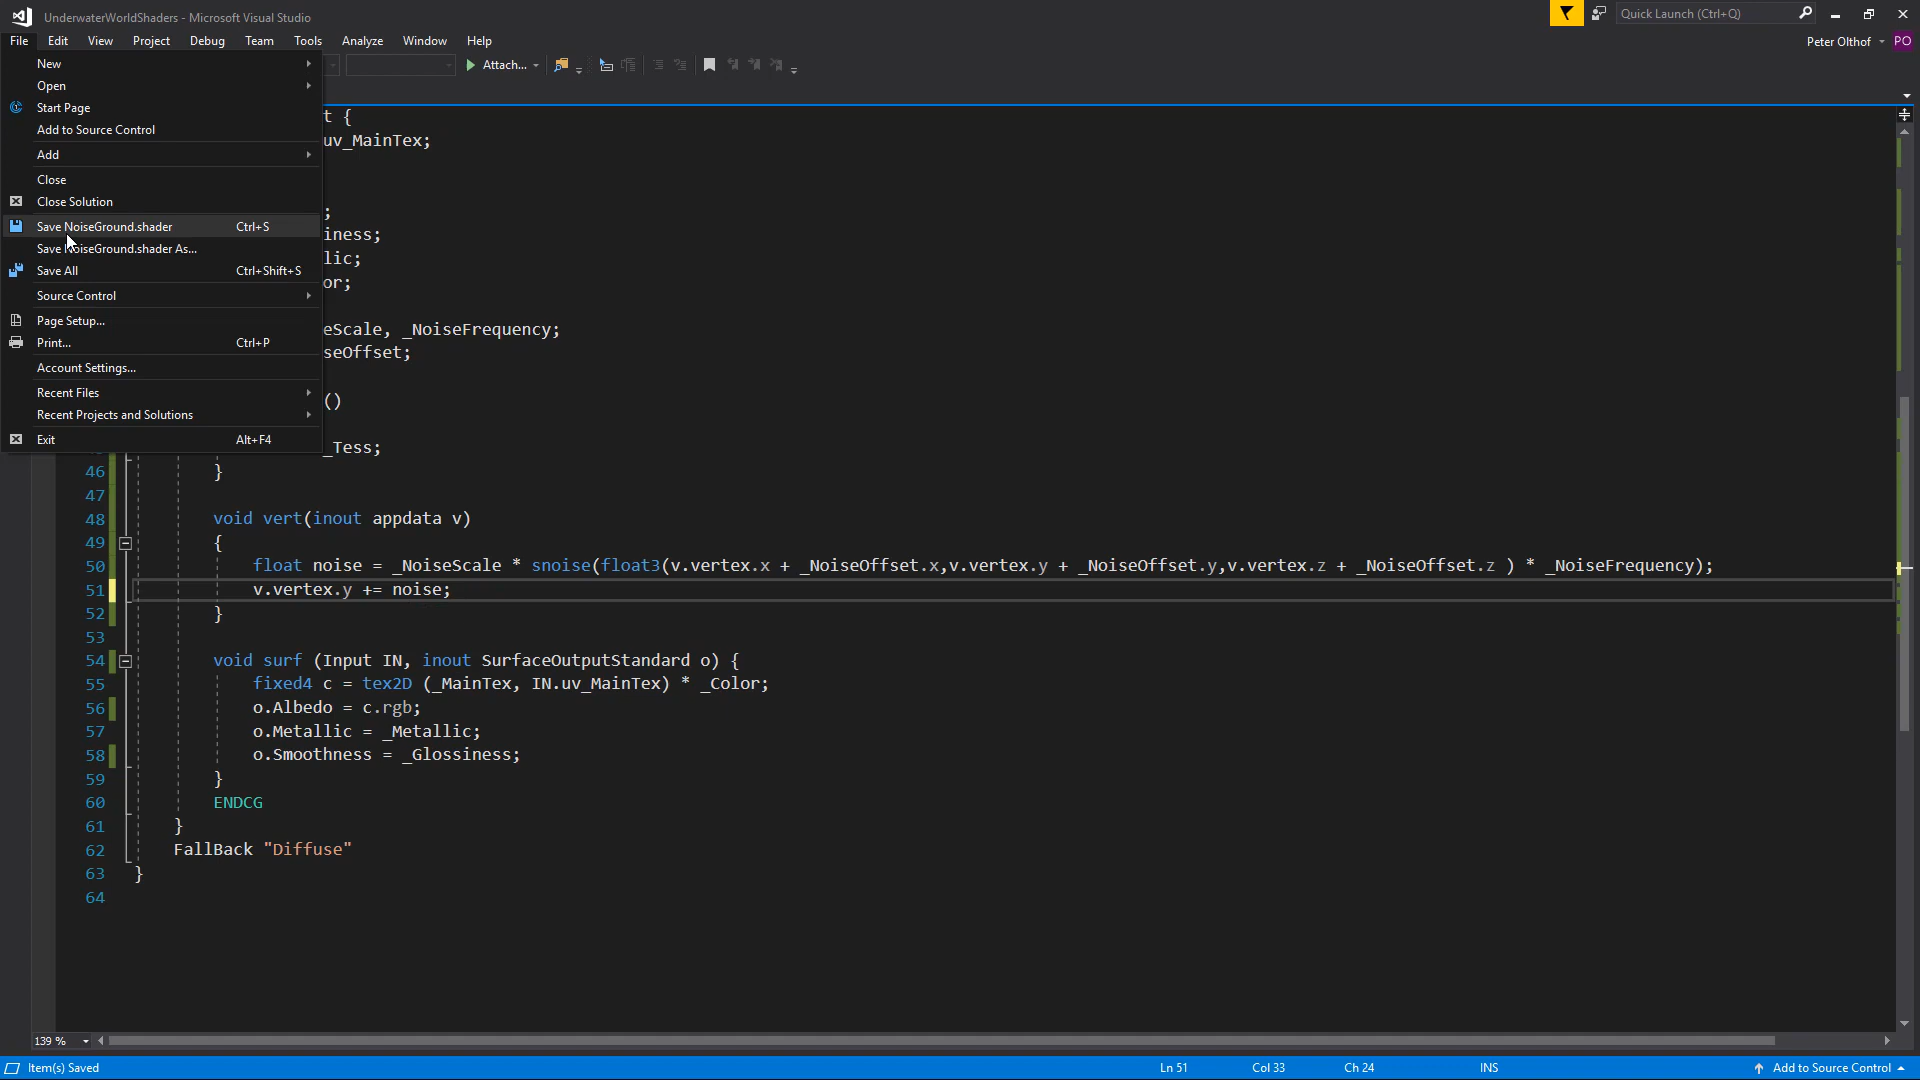 UnderwaterWorldShaders - Microsoft Visual Studio
Quick Launch (Ctrl+Q)
File Edit View Project Debug Team Tools Analyze Window Help
Peter Olthof PO
New
Attach...
Open
Start Page
Add to Source Control
Add
Close
Close Solution
Save NoiseGround.shader Ctrl+S
Save NoiseGround.shader As...
Save All Ctrl+Shift+S
Source Control
Page Setup...
Print... Ctrl+P
Account Settings...
Recent Files
Recent Projects and Solutions
Exit Alt+F4
t {
uv_MainTex;
;
iness;
lic;
or;
eScale, _NoiseFrequency;
seOffset;
()
_Tess;
46 }
47
48 void vert(inout appdata v)
49 {
50 float noise = _NoiseScale * snoise(float3(v.vertex.x + _NoiseOffset.x,v.vertex.y + _NoiseOffset.y,v.vertex.z + _NoiseOffset.z ) * _NoiseFrequency);
51 v.vertex.y += noise;
52 }
53
54 void surf (Input IN, inout SurfaceOutputStandard o) {
55 fixed4 c = tex2D (_MainTex, IN.uv_MainTex) * _Color;
56 o.Albedo = c.rgb;
57 o.Metallic = _Metallic;
58 o.Smoothness = _Glossiness;
59 }
60 ENDCG
61 }
62 FallBack "Diffuse"
63 }
64
139 %
Item(s) Saved Ln 51 Col 33 Ch 24 INS Add to Source Control